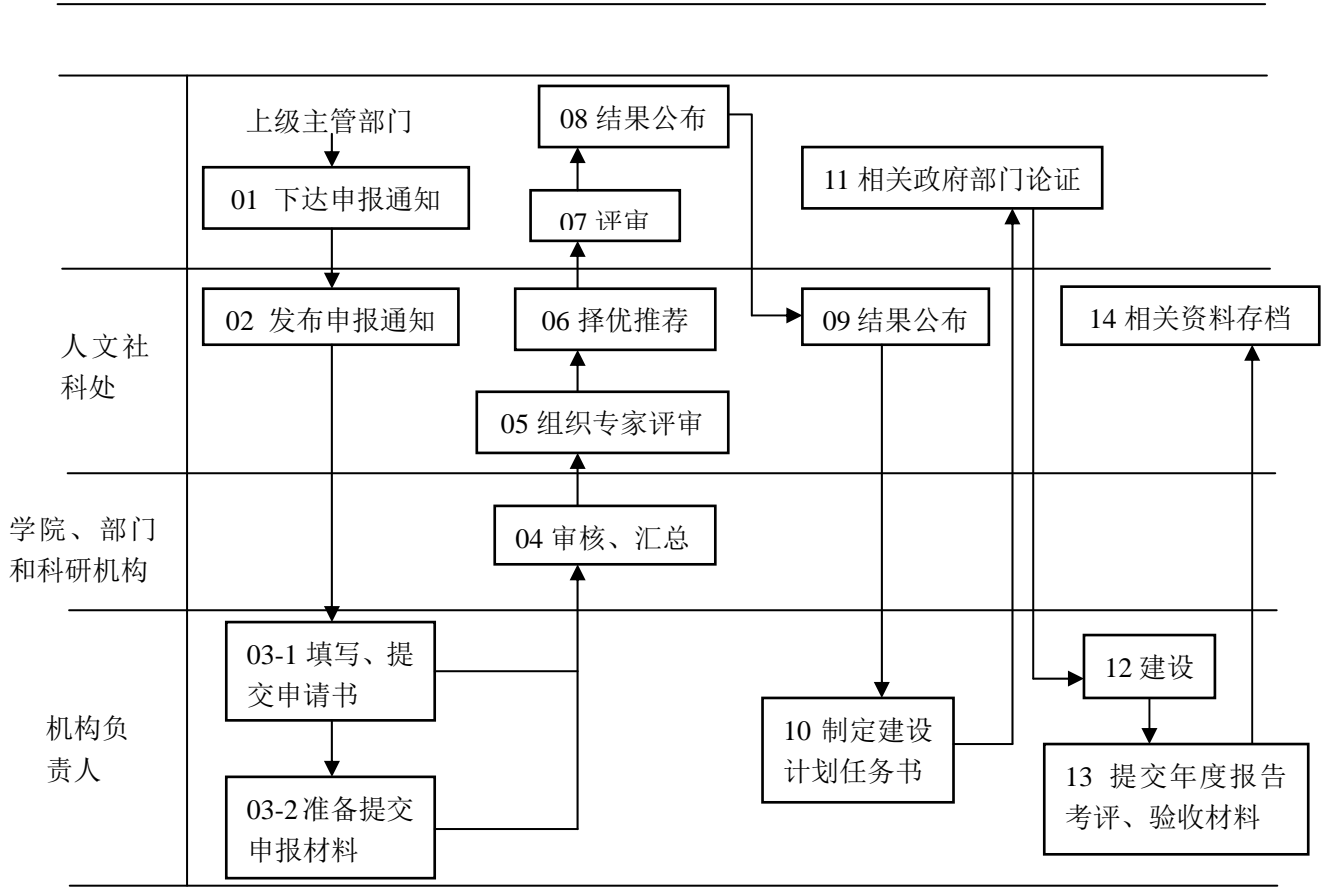 上级主管部门
01 下达申报通知
08 结果公布
07 评审
11 相关政府部门论证
人文社
科处
02 发布申报通知
06 择优推荐
05 组织专家评审
09 结果公布
14 相关资料存档
学院、部门
和科研机构
04 审核、汇总
机构负
责人
03-1 填写、提
交申请书
03-2 准备提交
申报材料
10 制定建设
计划任务书
12 建设
13 提交年度报告
考评、验收材料